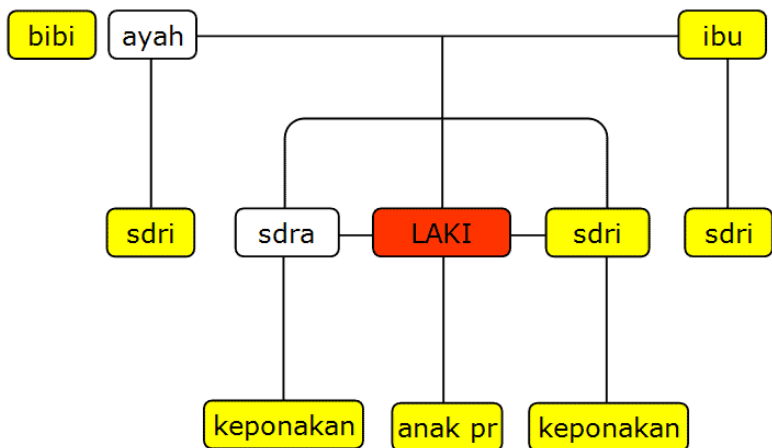 bibi
ayah
ibu
sdri
sdra
LAKI
sdri
sdri
keponakan
anak pr
keponakan